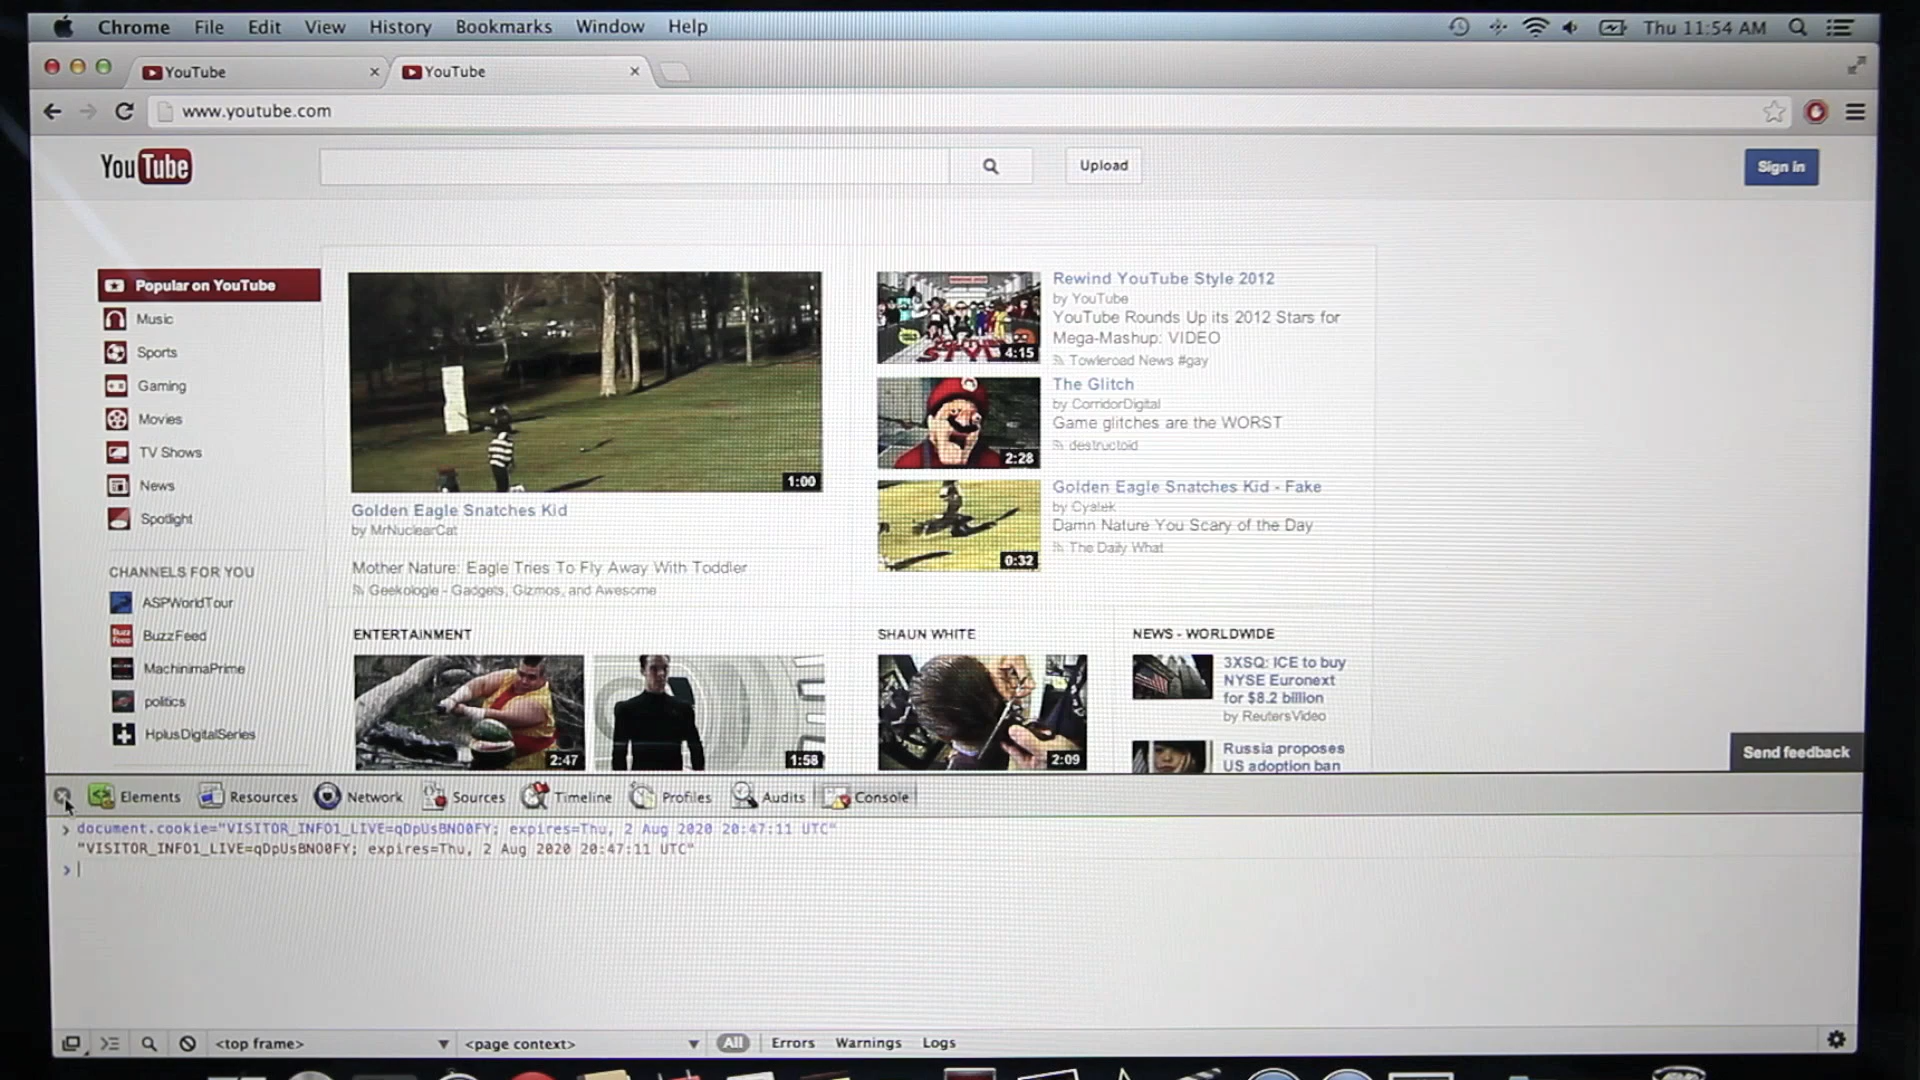 Chrome File Edit View History Bookmarks Window Help Thu 11:54 AM
YouTube × YouTube ×
www.youtube.com
YouTube Upload Sign in
Popular on YouTube
Music
Sports
Gaming
Movies
TV Shows
News
Spotlight
CHANNELS FOR YOU
ASPWorldTour
BuzzFeed
MachinimaPrime
politics
HplusDigitalSeries
1:00
Golden Eagle Snatches Kid
by MrNuclearCat
Mother Nature: Eagle Tries To Fly Away With Toddler
Geekologie - Gadgets, Gizmos, and Awesome
4:15
Rewind YouTube Style 2012
by YouTube
YouTube Rounds Up its 2012 Stars for
Mega-Mashup: VIDEO
Towleroad News #gay
2:28
The Glitch
by CorridorDigital
Game glitches are the WORST
destructoid
0:32
Golden Eagle Snatches Kid - Fake
by Cyatek
Damn Nature You Scary of the Day
The Daily What
ENTERTAINMENT
2:47
1:58
SHAUN WHITE
2:09
NEWS - WORLDWIDE
3XSQ: ICE to buy
NYSE Euronext
for $8.2 billion
by ReutersVideo
Russia proposes
US adoption ban
Send feedback
Elements Resources Network Sources Timeline Profiles Audits Console
> document.cookie="VISITOR_INFO1_LIVE=qDpUsBNO0FY; expires=Thu, 2 Aug 2020 20:47:11 UTC"
"VISITOR_INFO1_LIVE=qDpUsBNO0FY; expires=Thu, 2 Aug 2020 20:47:11 UTC"
>
<top frame> <page context> All Errors Warnings Logs